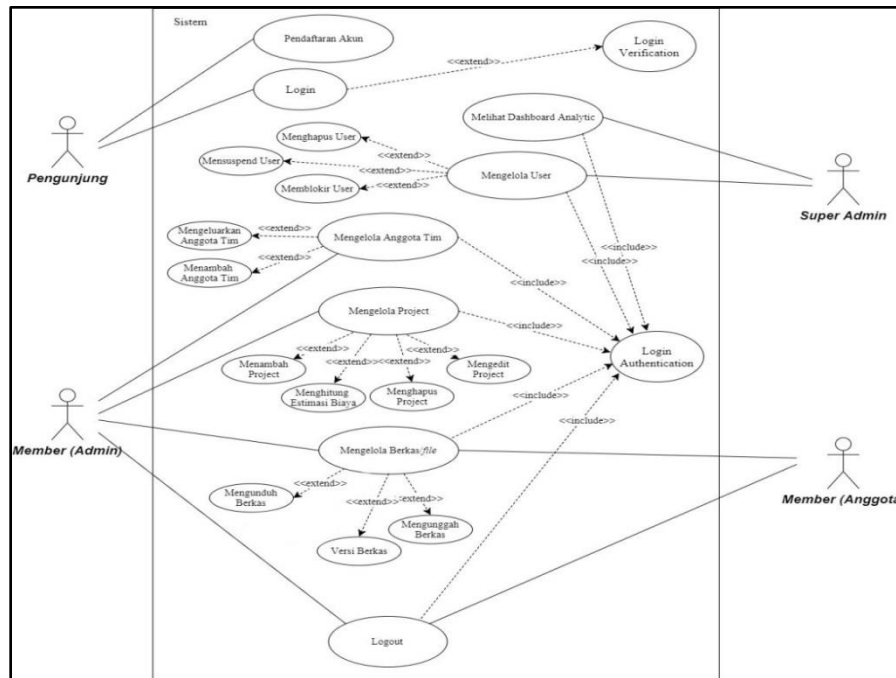 Sistem
Pendaftaran Akun
Login
Verification
<<extend>>
Login
Melihat Dashboard Analytic
Menghapus User
<<extend>>
Mensuspend User
<<extend>>
Mengelola User
Memblokir User
<<extend>>
Pengunjung
Super Admin
Mengeluarkan
Anggota Tim
<<extend>>
Mengelola Anggota Tim
<<include>>
<<include>>
<<extend>>
Menambah
Anggota Tim
<<include>>
Mengelola Project
<<include>>
Login
Authentication
<<extend>>
<<extend>>
<<extend>>
<<extend>>
Menambah
Project
Mengedit
Project
Menghitung
Estimasi Biaya
Menghapus
Project
<<include>>
<<include>>
Member (Admin)
Mengelola Berkas/file
<<extend>>
Mengunduh
Berkas
<<extend>>
<extend>>
Member (Anggota
Mengunggah
Berkas
Versi Berkas
Logout